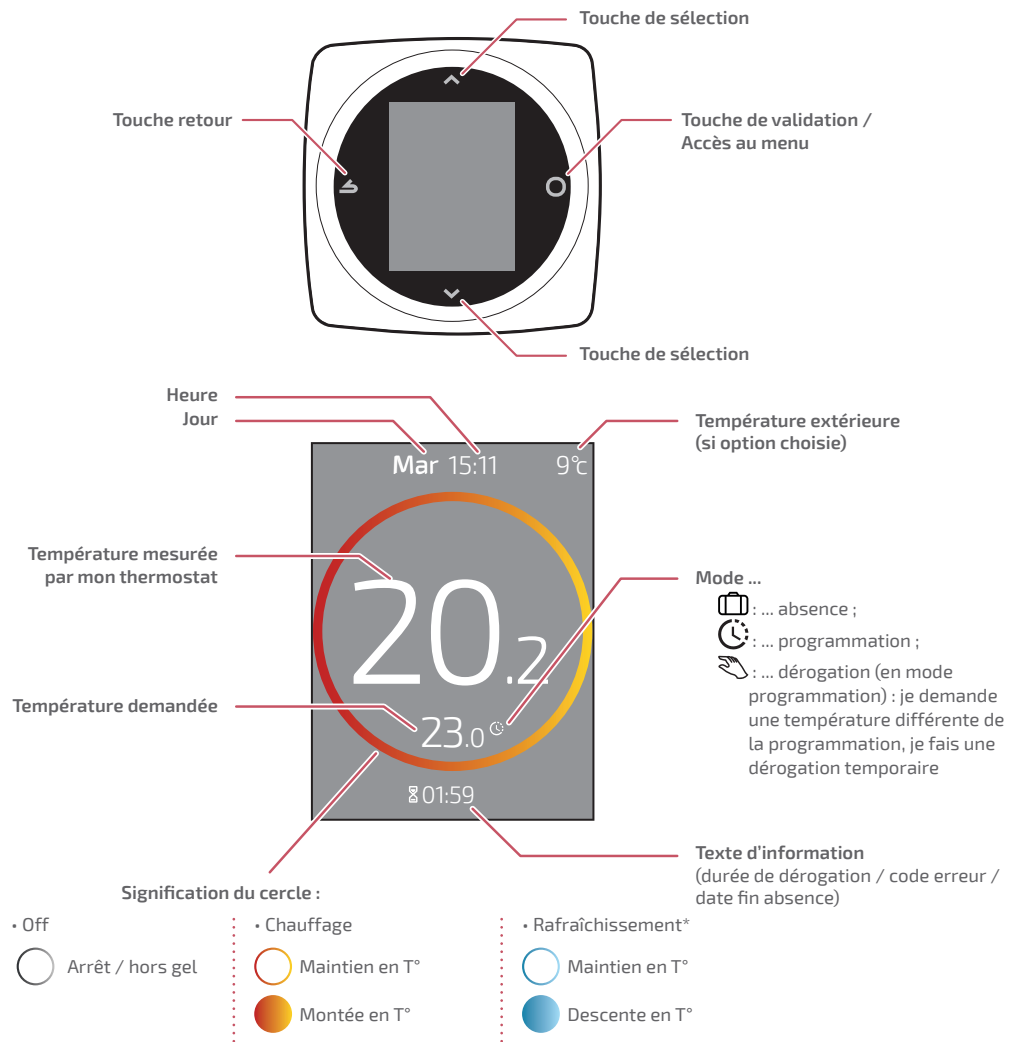 Touche de sélection
Touche retour
Touche de validation /
Accès au menu
Touche de sélection
Heure
Jour
Température extérieure
(si option choisie)
Mar 15:11 9°c
Température mesurée
par mon thermostat
20.2
Mode ...
: ... absence ;
: ... programmation ;
: ... dérogation (en mode
programmation) : je demande
une température différente de
la programmation, je fais une
dérogation temporaire
Température demandée
23.0
01:59
Texte d'information
(durée de dérogation / code erreur /
date fin absence)
Signification du cercle :
• Off
Arrêt / hors gel
• Chauffage
Maintien en T°
Montée en T°
• Rafraîchissement*
Maintien en T°
Descente en T°